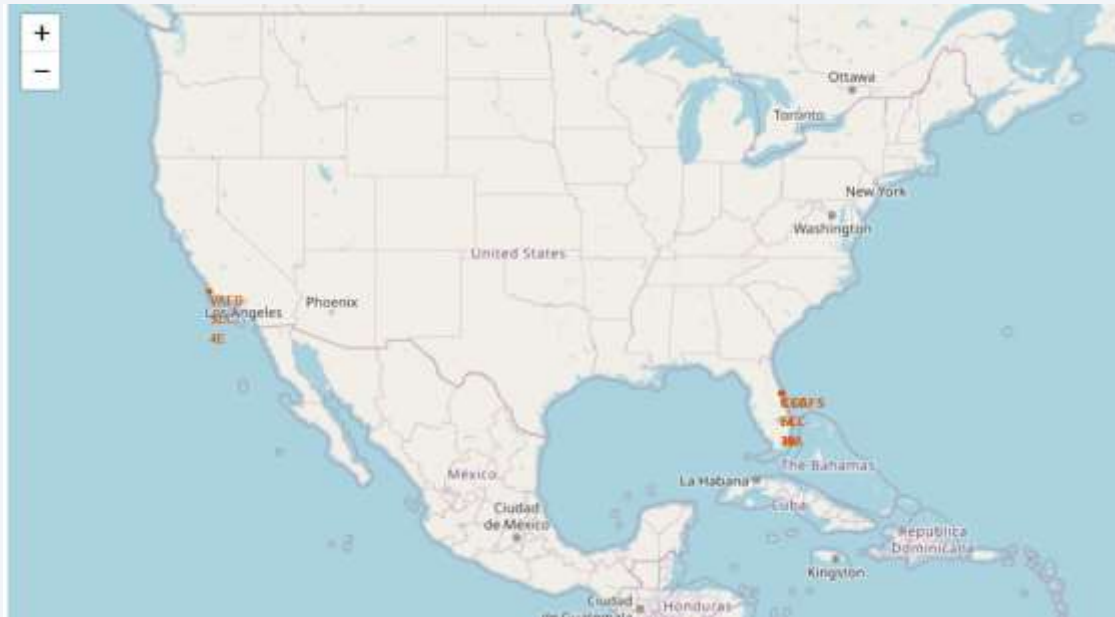 +
−
Ottawa
Toronto
New York
Washington
United States
Los Angeles
Phoenix
4E
The Bahamas
La Habana
Cuba
México
Ciudad
de México
República
Dominicana
Kingston
Ciudad
Honduras